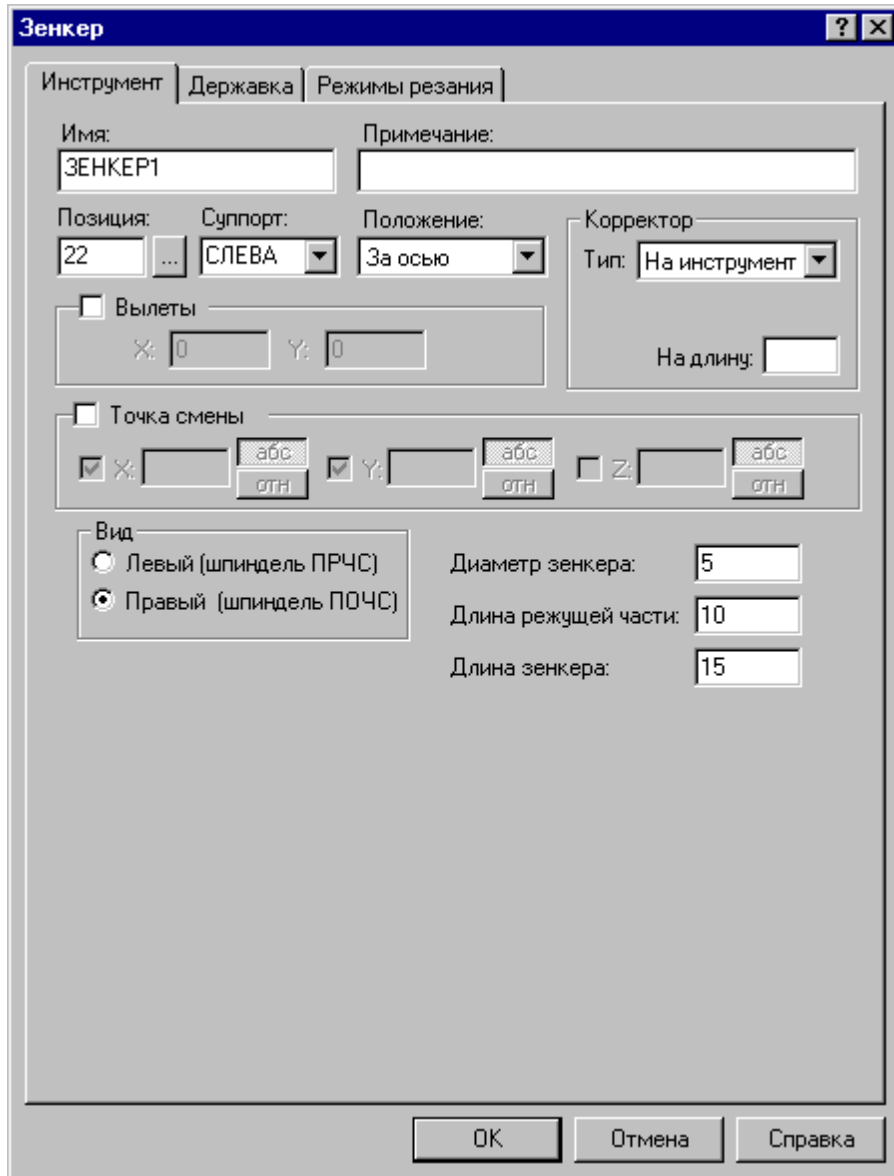 Зенкер
Инструмент Державка Режимы резания
Имя: Примечание:
ЗЕНКЕР1
Позиция: Суппорт: Положение: Корректор
22 ... СЛЕВА За осью Тип: На инструмент
Вылеты
X: 0 Y: 0 На длину:
Точка смены
X: абс Y: абс Z: абс
отн отн отн
Вид
Левый (шпиндель ПРЧС) Диаметр зенкера: 5
Правый (шпиндель ПОЧС) Длина режущей части: 10
Длина зенкера: 15
OK Отмена Справка